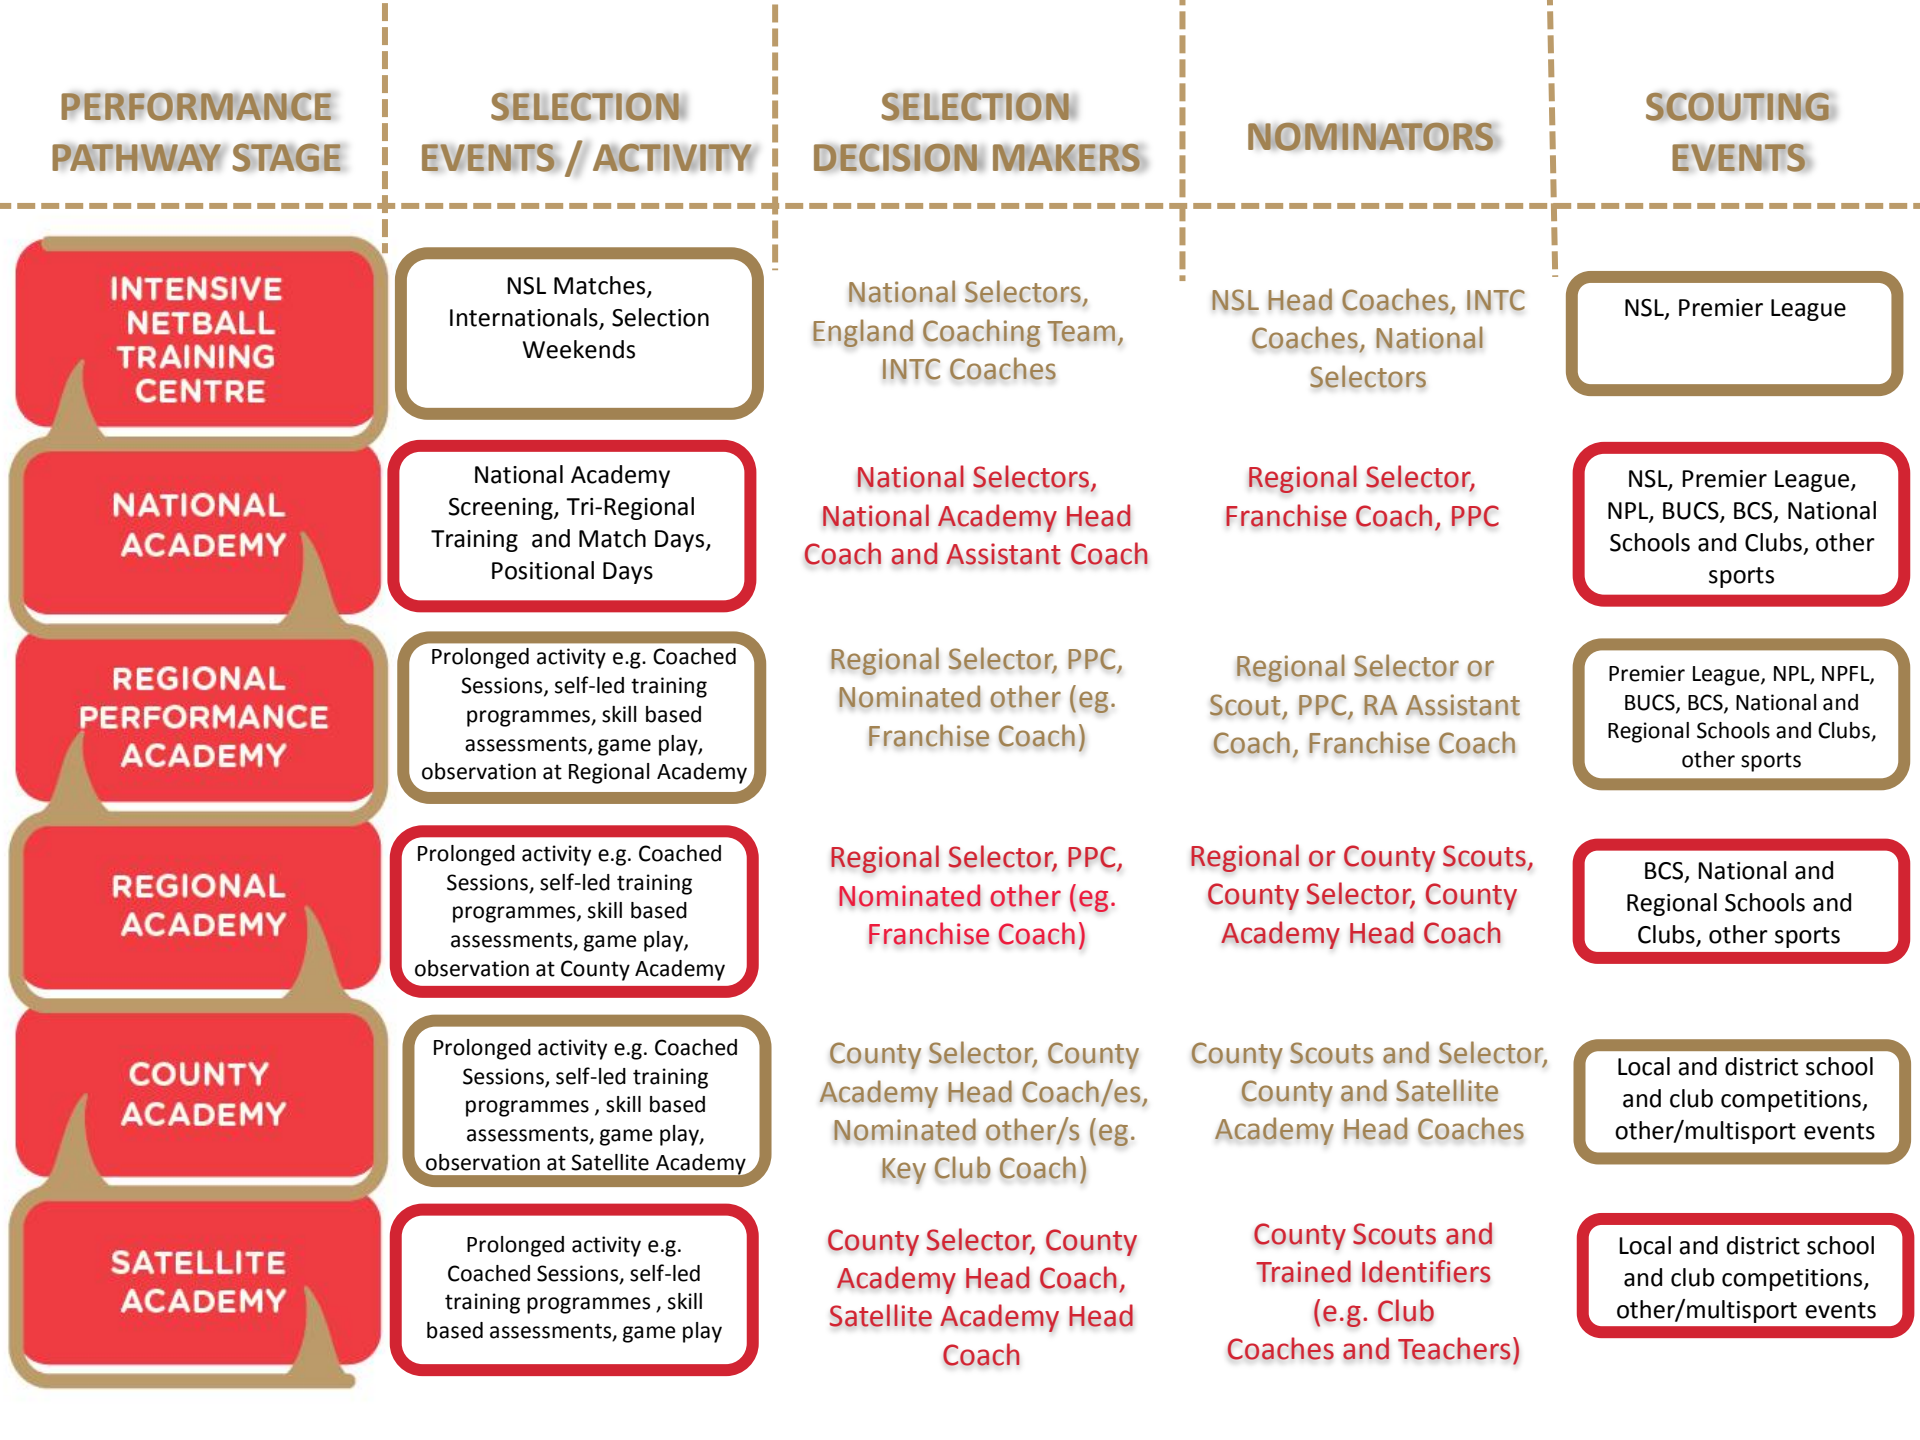 PERFORMANCE
PATHWAY STAGE
SELECTION
EVENTS / ACTIVITY
SELECTION
DECISION MAKERS
NOMINATORS
SCOUTING
EVENTS
INTENSIVE
NETBALL
TRAINING
CENTRE
NSL Matches,
Internationals, Selection
Weekends
National Selectors,
England Coaching Team,
INTC Coaches
NSL Head Coaches, INTC
Coaches, National
Selectors
NSL, Premier League
NATIONAL
ACADEMY
National Academy
Screening, Tri-Regional
Training and Match Days,
Positional Days
National Selectors,
National Academy Head
Coach and Assistant Coach
Regional Selector,
Franchise Coach, PPC
NSL, Premier League,
NPL, BUCS, BCS, National
Schools and Clubs, other
sports
REGIONAL
PERFORMANCE
ACADEMY
Prolonged activity e.g. Coached
Sessions, self-led training
programmes, skill based
assessments, game play,
observation at Regional Academy
Regional Selector, PPC,
Nominated other (eg.
Franchise Coach)
Regional Selector or
Scout, PPC, RA Assistant
Coach, Franchise Coach
Premier League, NPL, NPFL,
BUCS, BCS, National and
Regional Schools and Clubs,
other sports
REGIONAL
ACADEMY
Prolonged activity e.g. Coached
Sessions, self-led training
programmes, skill based
assessments, game play,
observation at County Academy
Regional Selector, PPC,
Nominated other (eg.
Franchise Coach)
Regional or County Scouts,
County Selector, County
Academy Head Coach
BCS, National and
Regional Schools and
Clubs, other sports
COUNTY
ACADEMY
Prolonged activity e.g. Coached
Sessions, self-led training
programmes , skill based
assessments, game play,
observation at Satellite Academy
County Selector, County
Academy Head Coach/es,
Nominated other/s (eg.
Key Club Coach)
County Scouts and Selector,
County and Satellite
Academy Head Coaches
Local and district school
and club competitions,
other/multisport events
SATELLITE
ACADEMY
Prolonged activity e.g.
Coached Sessions, self-led
training programmes , skill
based assessments, game play
County Selector, County
Academy Head Coach,
Satellite Academy Head
Coach
County Scouts and
Trained Identifiers
(e.g. Club
Coaches and Teachers)
Local and district school
and club competitions,
other/multisport events